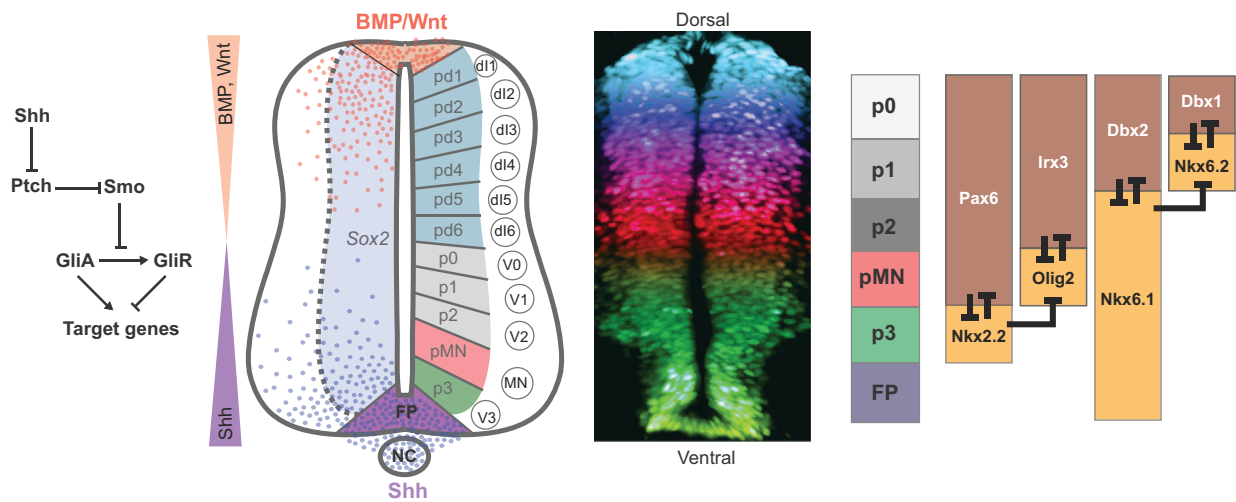 Shh
Ptch
Smo
GliA
GliR
Target genes
BMP, Wnt
Shh
BMP/Wnt
Sox2
pd1
pd2
pd3
pd4
pd5
pd6
p0
p1
p2
pMN
p3
FP
NC
Shh
dI1
dI2
dI3
dI4
dI5
dI6
V0
V1
V2
MN
V3
Dorsal
Ventral
p0
p1
p2
pMN
p3
FP
Pax6
Nkx2.2
Irx3
Olig2
Dbx2
Nkx6.1
Dbx1
Nkx6.2